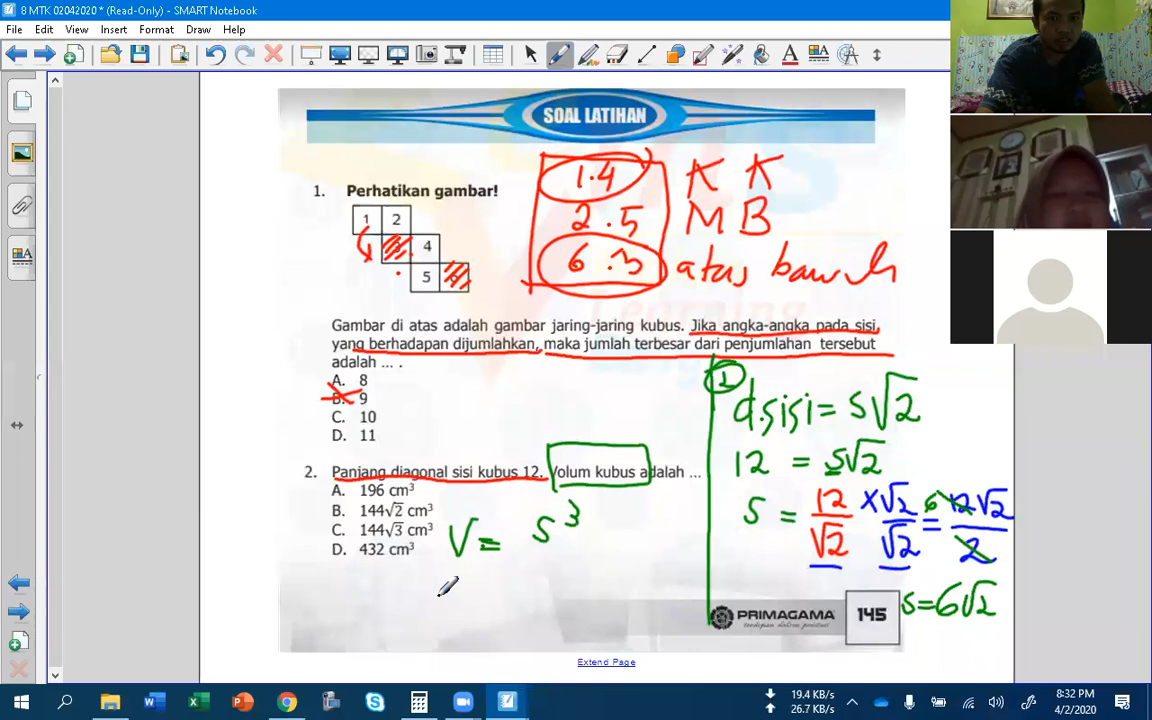 8 MTK 02042020 * (Read-Only) - SMART Notebook
File Edit View Insert Format Draw Help
SOAL LATIHAN
1. Perhatikan gambar!
1 2
3 4
5
1.4 K K
2.5 M B
6.3 atas bawah
Gambar di atas adalah gambar jaring-jaring kubus. Jika angka-angka pada sisi
yang berhadapan dijumlahkan, maka jumlah terbesar dari penjumlahan tersebut
adalah ... .
A. 8
B. 9
C. 10
D. 11
2. Panjang diagonal sisi kubus 12. Volum kubus adalah ...
A. 196 cm³
B. 144√2 cm³
C. 144√3 cm³
D. 432 cm³
V = s³
d.sisi = s√2
12 = s√2
s = 12/√2 × √2/√2 = 6 12√2/2
s = 6√2
PRIMAGAMA
145
Extend Page
19.4 KB/s
26.7 KB/s
8:32 PM
4/2/2020